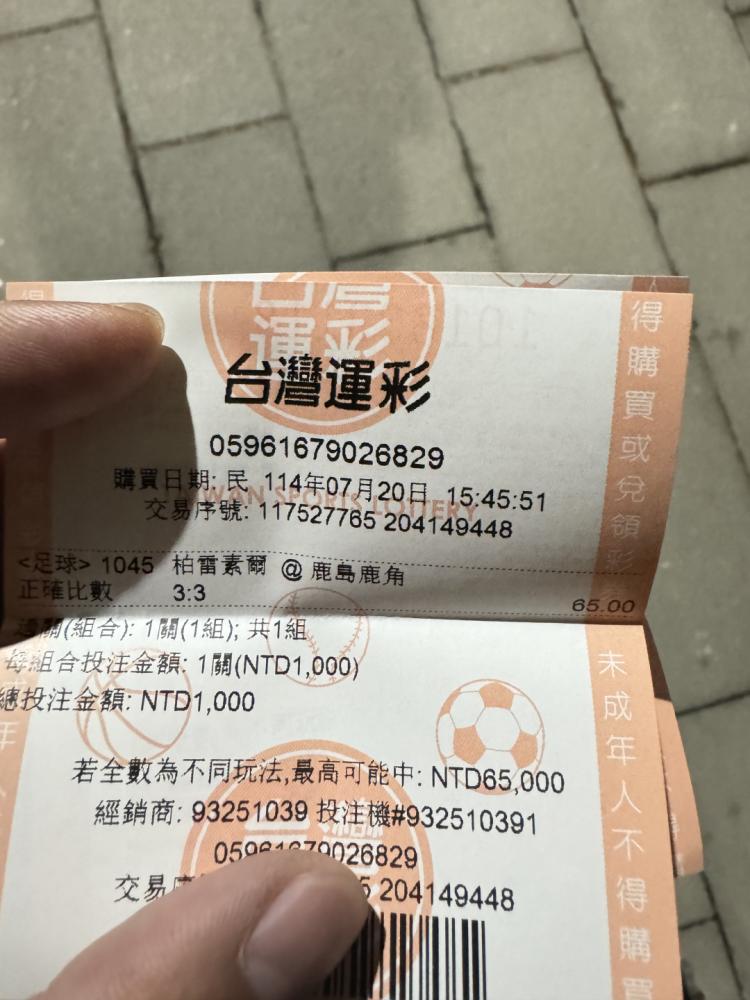 台灣運彩
05961679026829
購買日期: 民 114年07月20日 15:45:51
交易序號: 117527765 204149448
<足球> 1045 柏雷素爾 @ 鹿島鹿角
正確比數 3:3
65.00
過關(組合): 1關(1組); 共1組
每組合投注金額: 1關(NTD1,000)
總投注金額: NTD1,000
若全數為不同玩法,最高可能中: NTD65,000
經銷商: 93251039 投注機#932510391
05961679026829
交易 5 204149448
得購買或兌領彩
未成年人不得購買